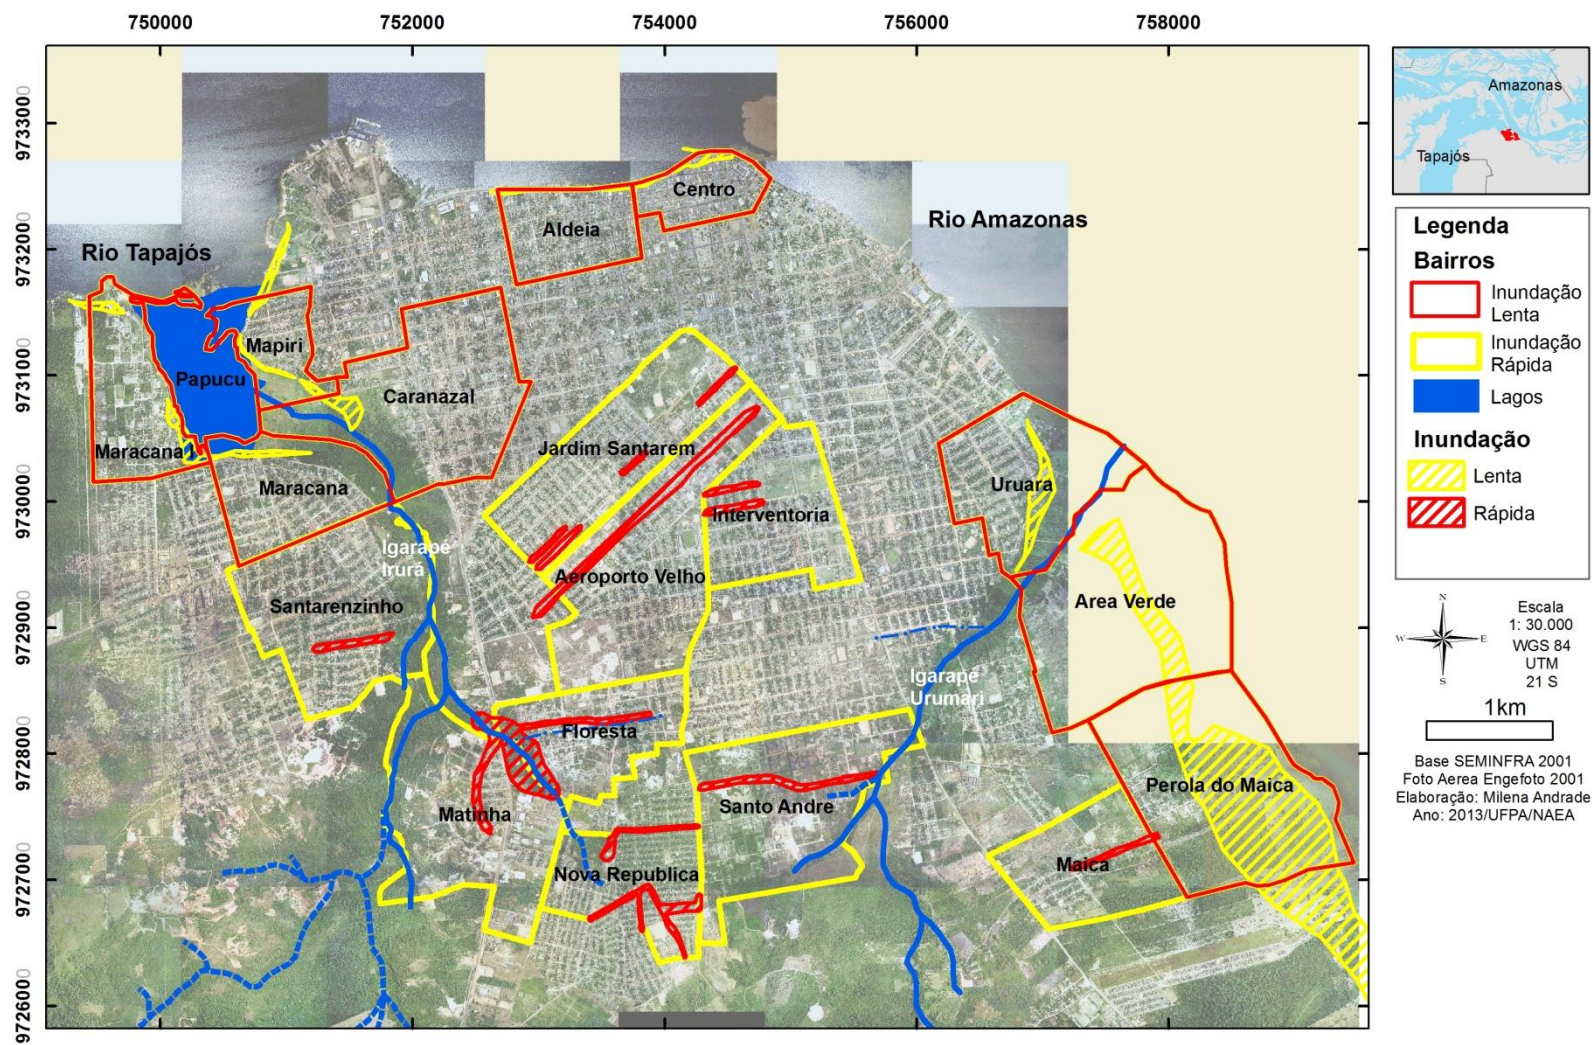 750000
752000
754000
756000
758000
9733000
9732000
9731000
9730000
9729000
9728000
9727000
9726000
Rio Tapajós
Rio Amazonas
Centro
Aldeia
Mapiri
Papucu
Caranazal
Maracana I
Maracana
Jardim Santarem
Interventoria
Uruara
Igarapé
Irurá
Aeroporto Velho
Santarenzinho
Area Verde
Igarapé
Urumari
Floresta
Matinha
Santo Andre
Perola do Maica
Nova Republica
Maica
Amazonas
Tapajós
Legenda
Bairros
Inundação
Lenta
Inundação
Rápida
Lagos
Inundação
Lenta
Rápida
N
W
E
S
Escala
1: 30.000
WGS 84
UTM
21 S
1km
Base SEMINFRA 2001
Foto Aerea Engefoto 2001
Elaboração: Milena Andrade
Ano: 2013/UFPA/NAEA